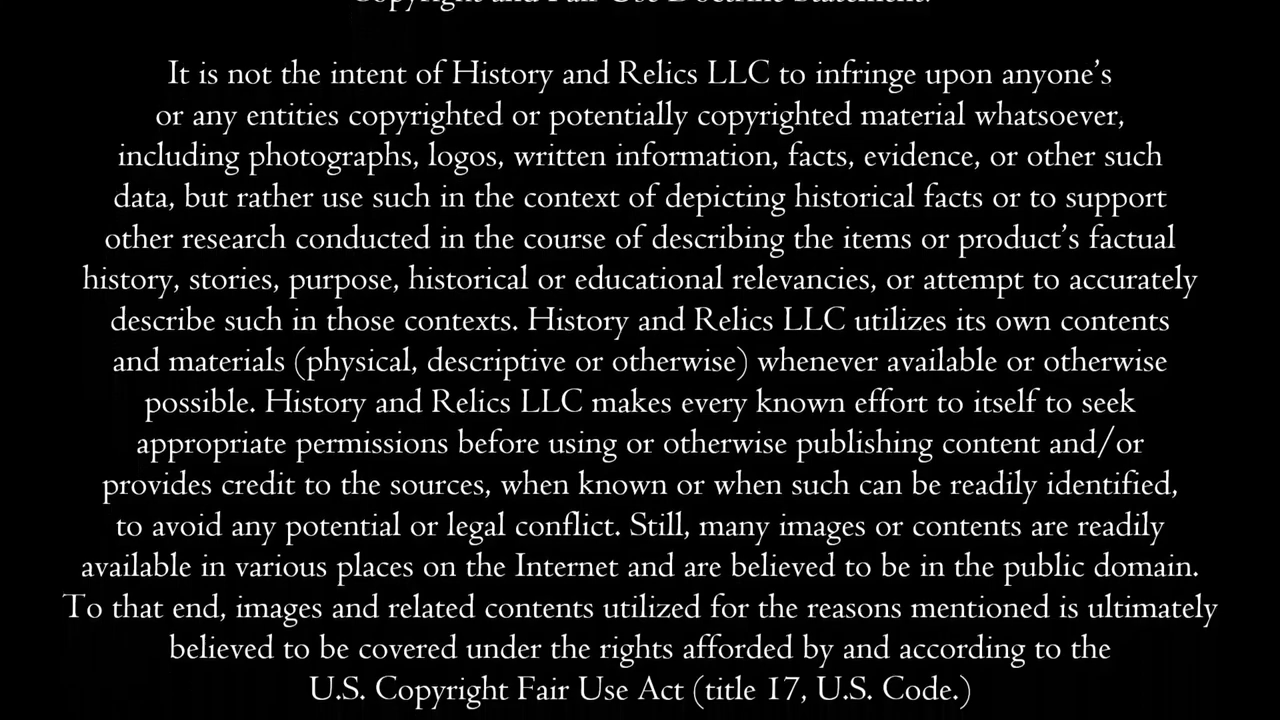 Copyright and Fair Use Doctrine Statement:
It is not the intent of History and Relics LLC to infringe upon anyone's
or any entities copyrighted or potentially copyrighted material whatsoever,
including photographs, logos, written information, facts, evidence, or other such
data, but rather use such in the context of depicting historical facts or to support
other research conducted in the course of describing the items or product's factual
history, stories, purpose, historical or educational relevancies, or attempt to accurately
describe such in those contexts. History and Relics LLC utilizes its own contents
and materials (physical, descriptive or otherwise) whenever available or otherwise
possible. History and Relics LLC makes every known effort to itself to seek
appropriate permissions before using or otherwise publishing content and/or
provides credit to the sources, when known or when such can be readily identified,
to avoid any potential or legal conflict. Still, many images or contents are readily
available in various places on the Internet and are believed to be in the public domain.
To that end, images and related contents utilized for the reasons mentioned is ultimately
believed to be covered under the rights afforded by and according to the
U.S. Copyright Fair Use Act (title 17, U.S. Code.)